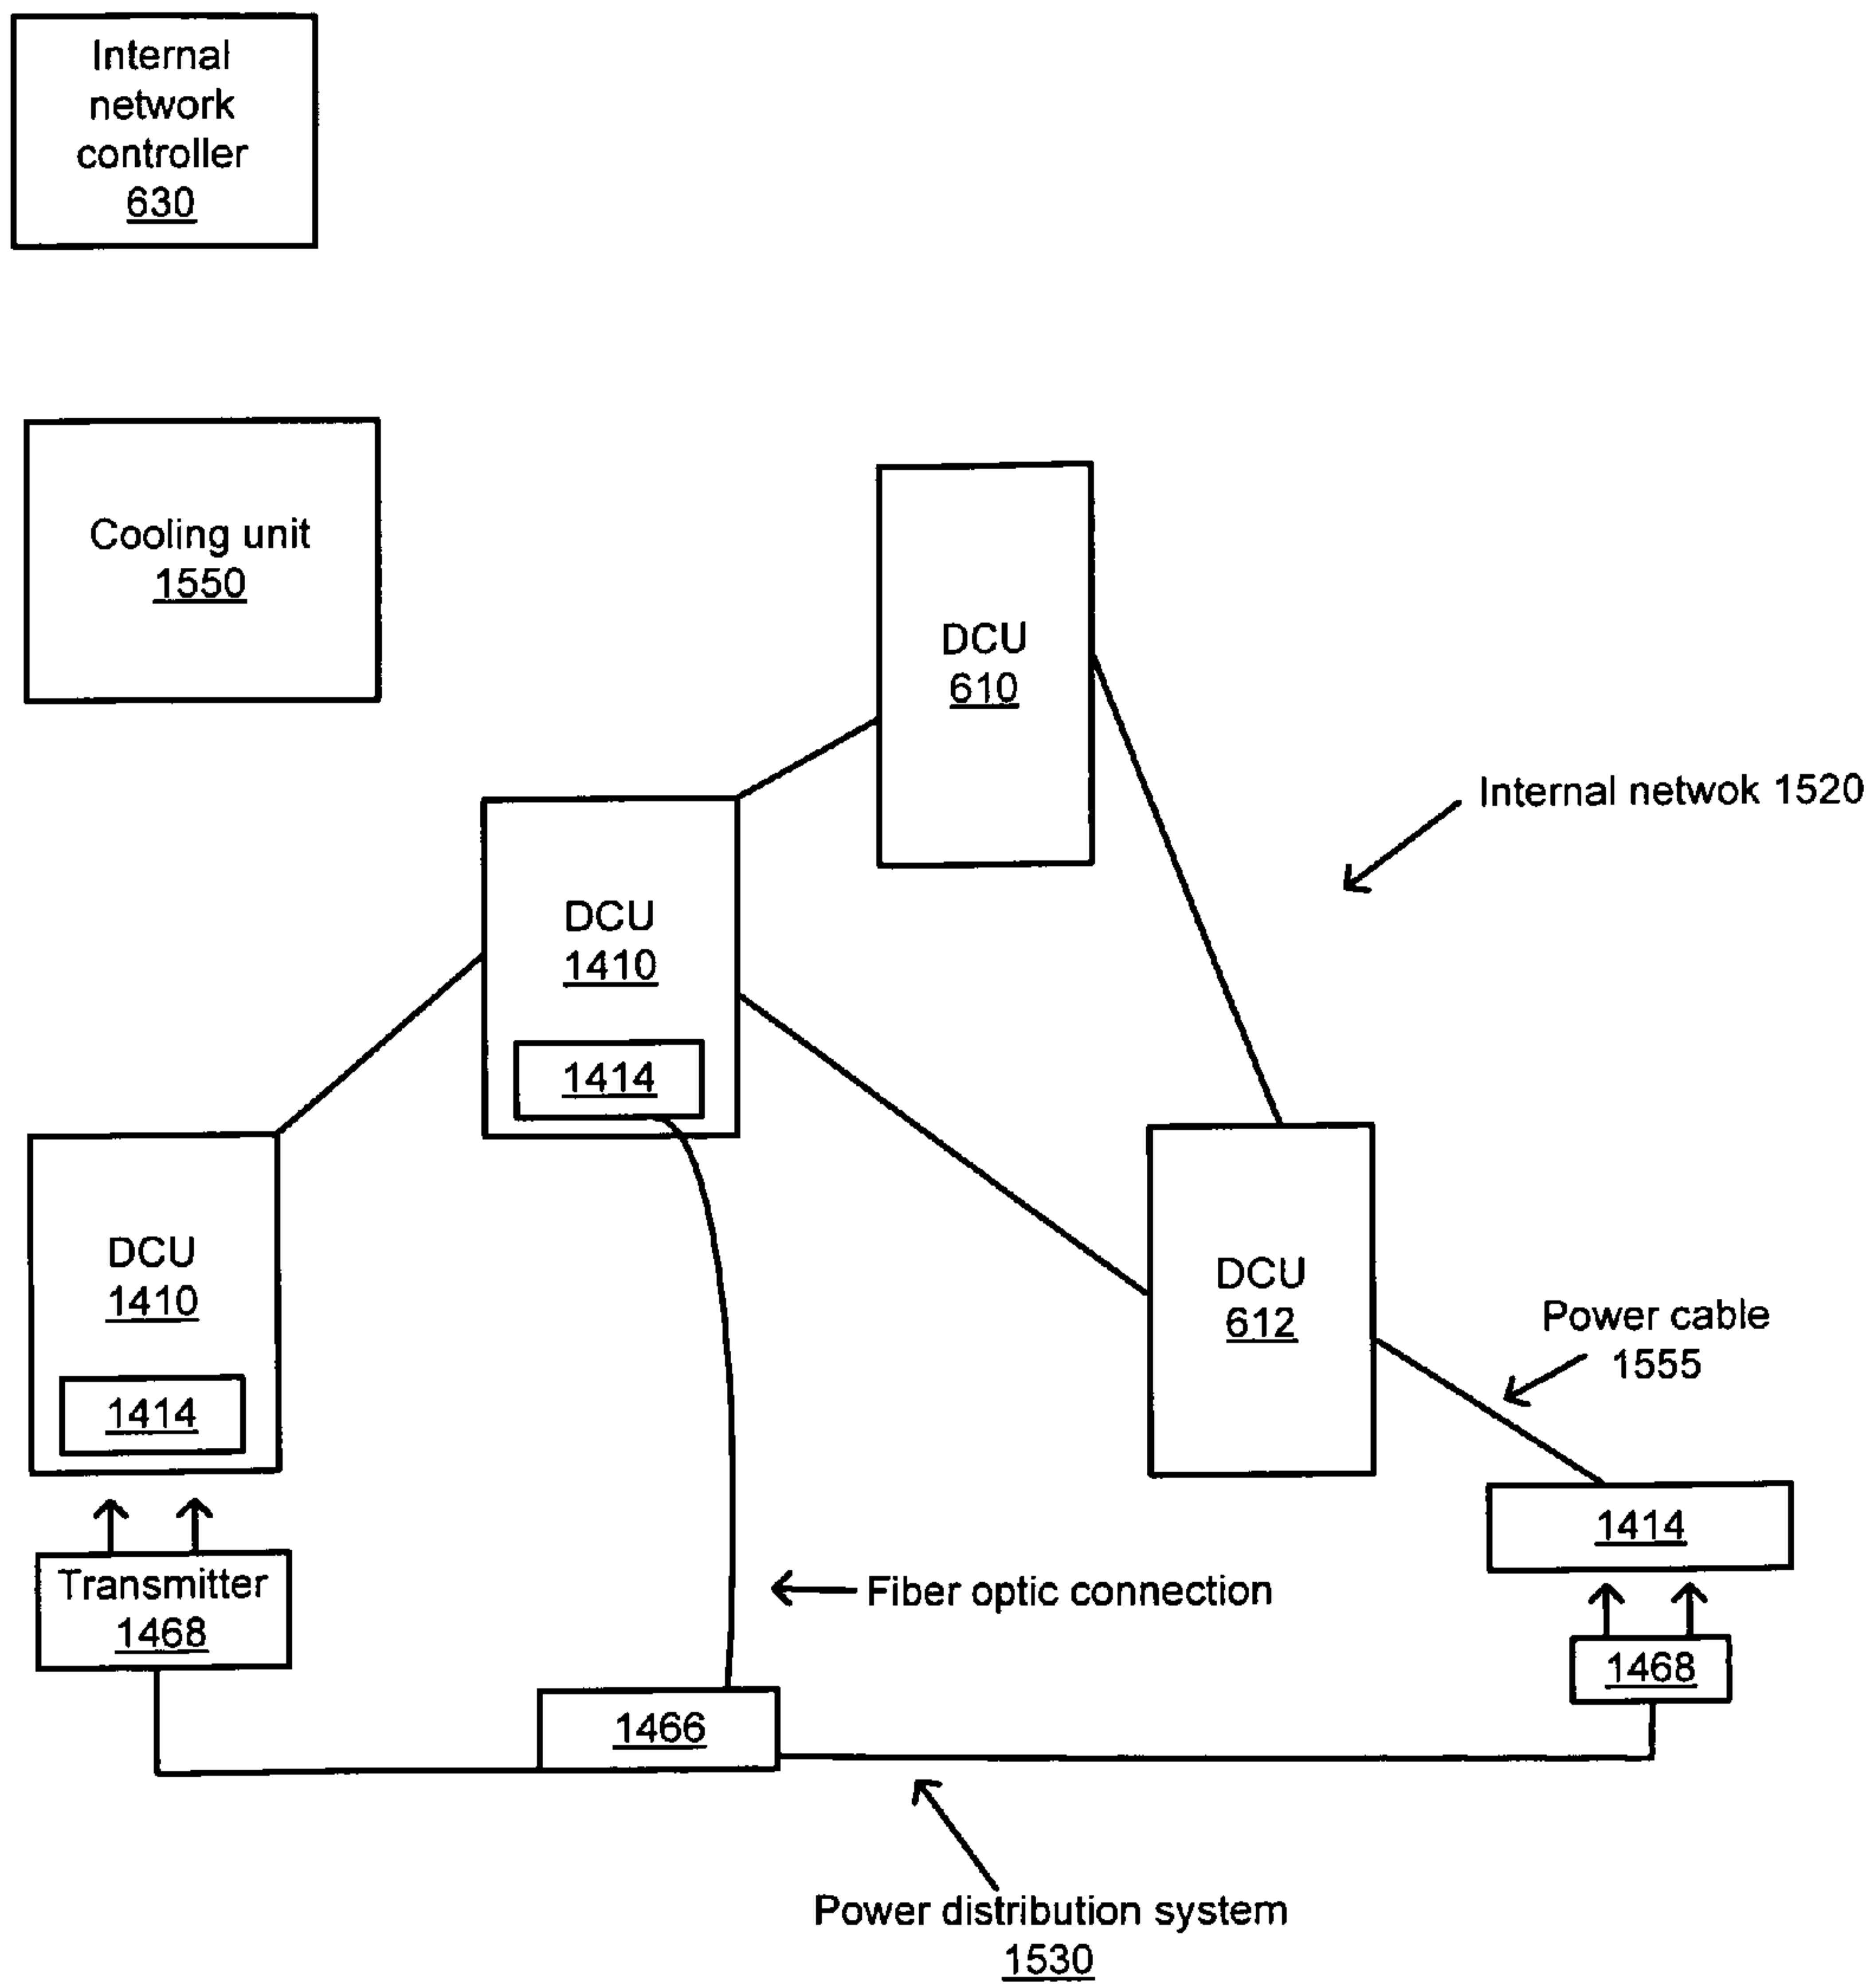 Internal
network
controller
630
Cooling unit
1550
DCU
610
Internal netwok 1520
DCU
1410
1414
DCU
1410
1414
DCU
612
Power cable
1555
1414
Transmitter
1468
Fiber optic connection
1468
1466
Power distribution system
1530